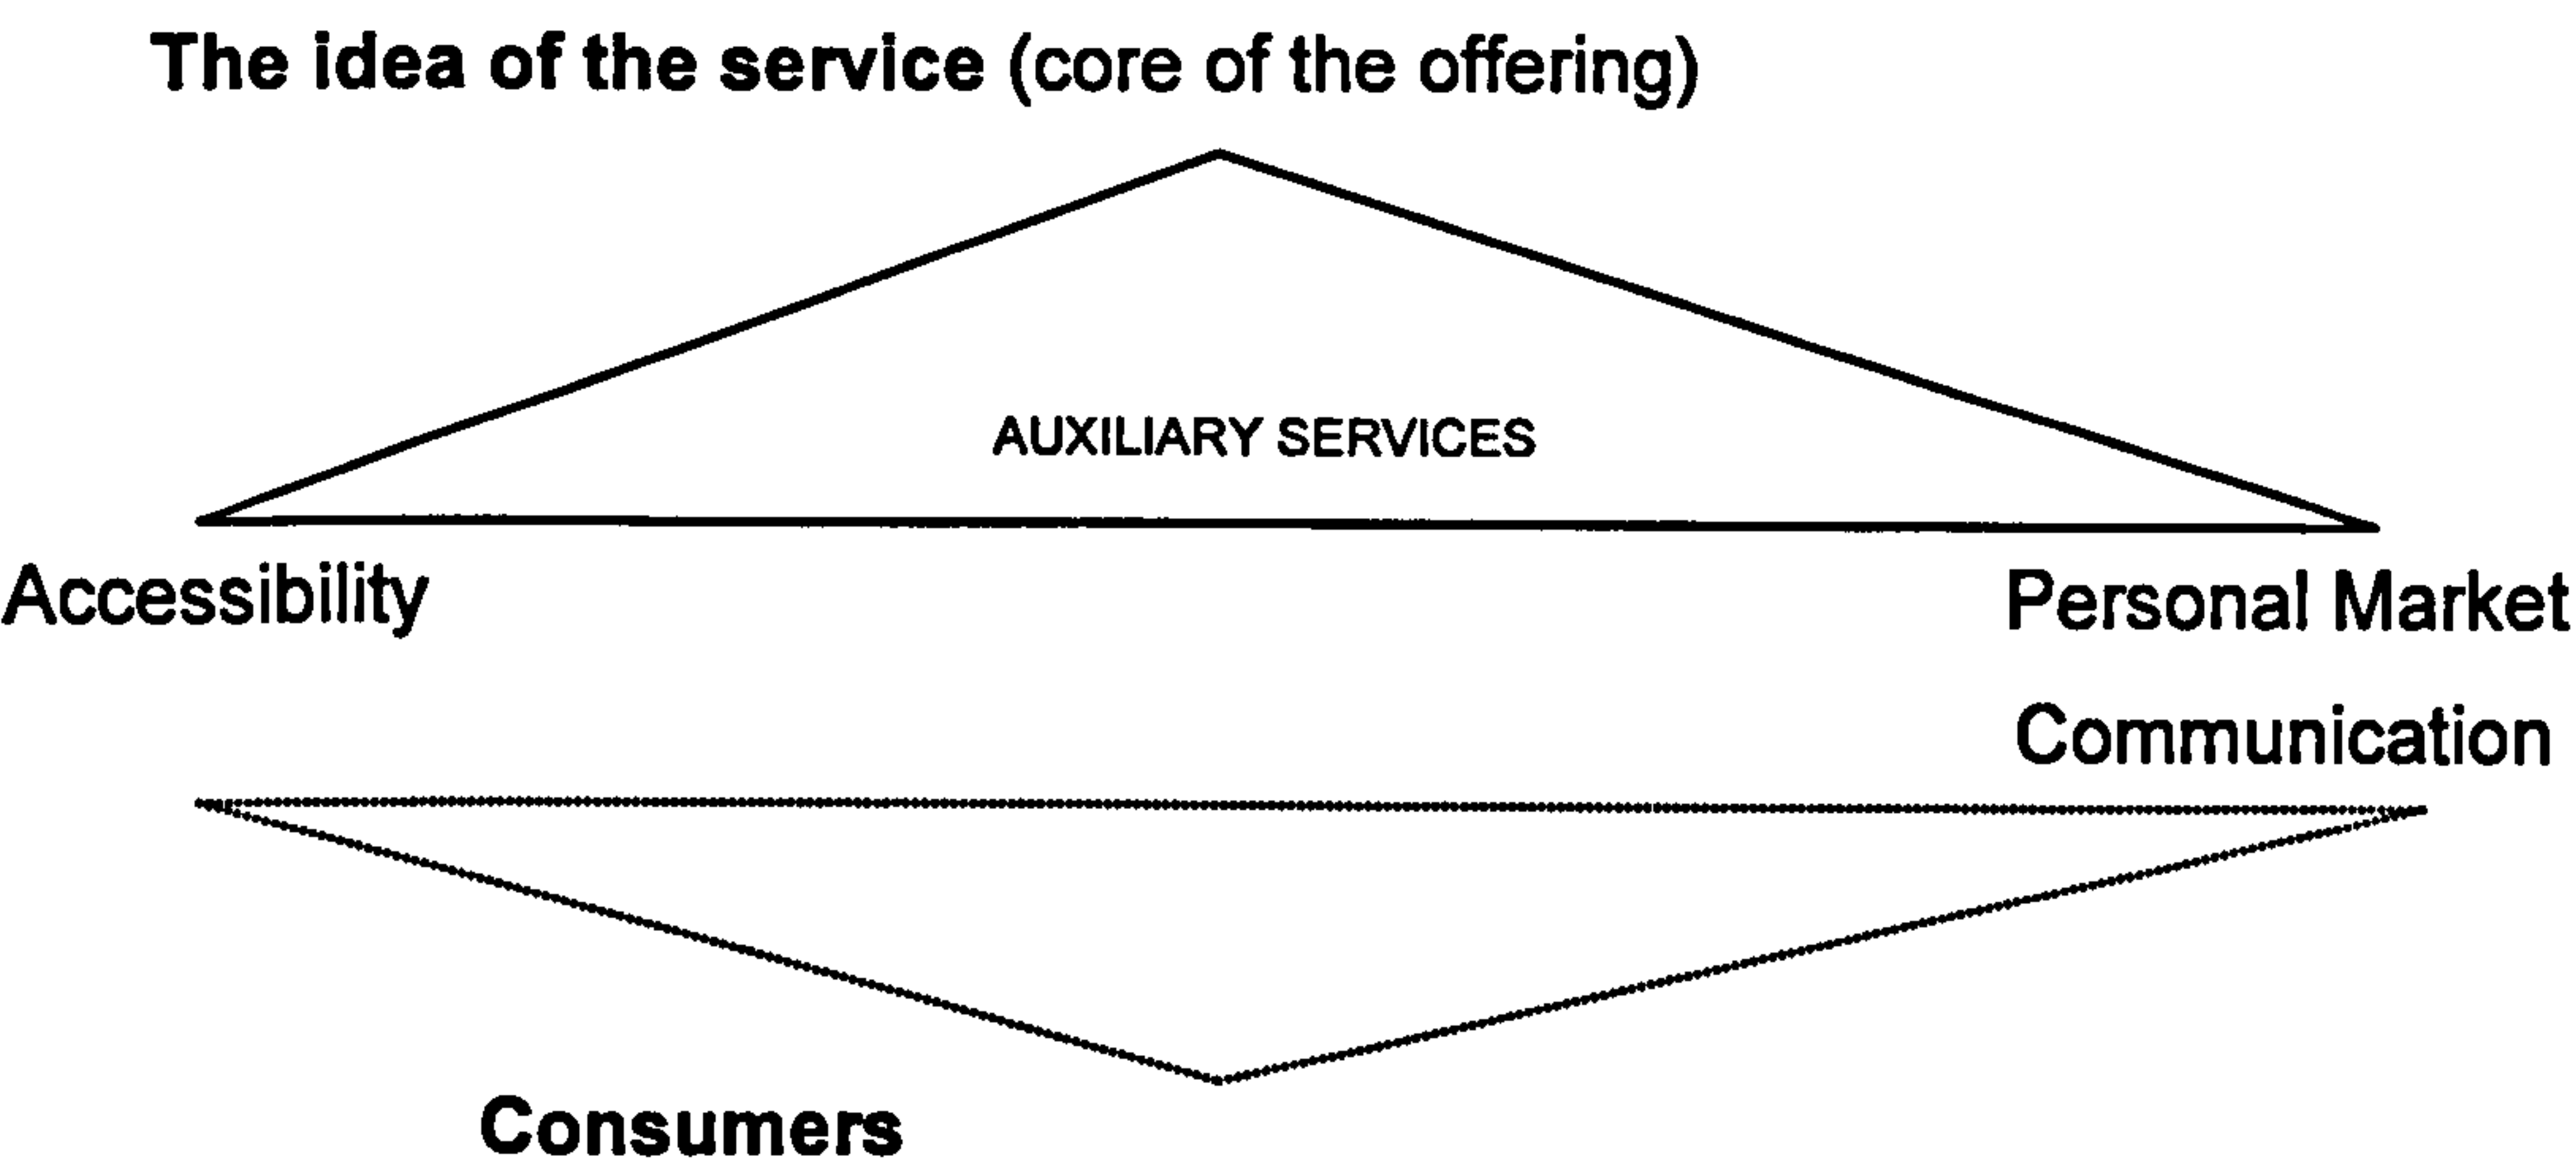 The idea of the service (core of the offering)
AUXILIARY SERVICES
Accessibility
Personal Market
Communication
Consumers